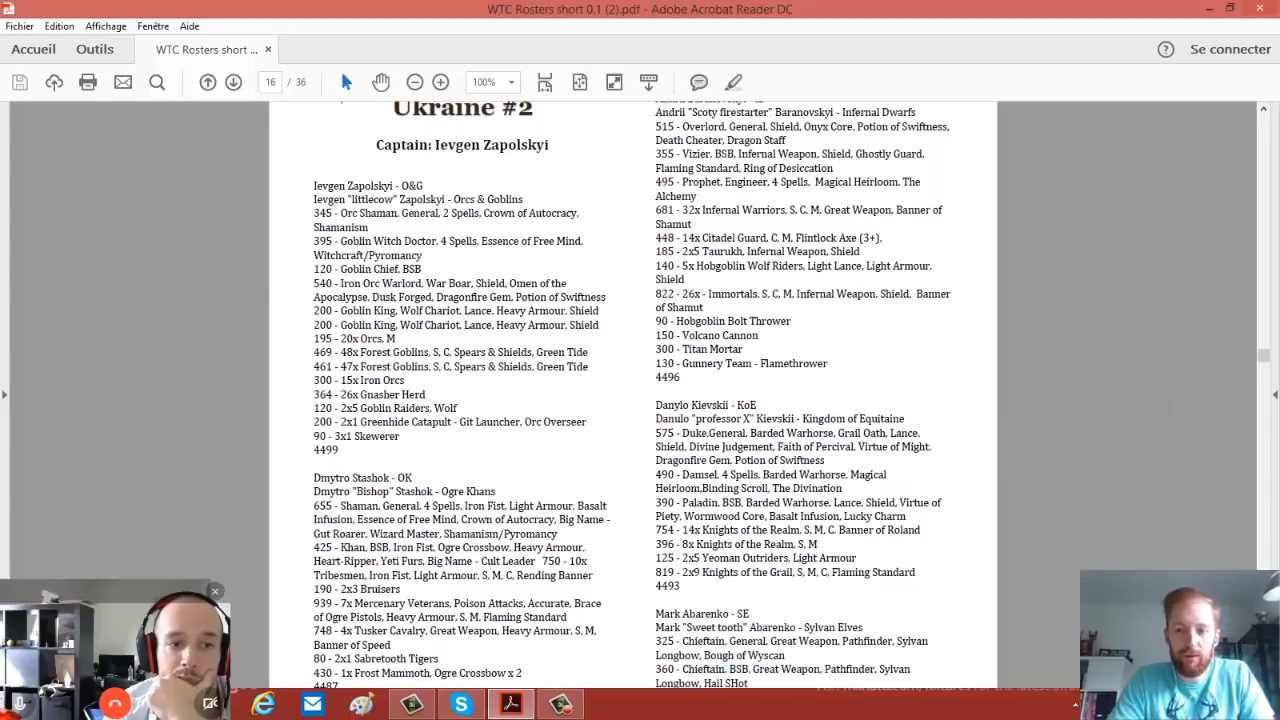 WTC Rosters short 0.1 (2).pdf - Adobe Acrobat Reader DC
Fichier Edition Affichage Fenêtre Aide
Accueil Outils WTC Rosters short ... × Se connecter
16 / 36 100%
Ukraine #2
Captain: Ievgen Zapolskyi
Ievgen Zapolskyi - O&G
Ievgen "littlecow" Zapolskyi - Orcs & Goblins
345 - Orc Shaman, General, 2 Spells, Crown of Autocracy,
Shamanism
395 - Goblin Witch Doctor, 4 Spells, Essence of Free Mind,
Witchcraft/Pyromancy
120 - Goblin Chief, BSB
540 - Iron Orc Warlord, War Boar, Shield, Omen of the
Apocalypse, Dusk Forged, Dragonfire Gem, Potion of Swiftness
200 - Goblin King, Wolf Chariot, Lance, Heavy Armour, Shield
200 - Goblin King, Wolf Chariot, Lance, Heavy Armour, Shield
195 - 20x Orcs, M
469 - 48x Forest Goblins, S, C, Spears & Shields, Green Tide
461 - 47x Forest Goblins, S, C, Spears & Shields, Green Tide
300 - 15x Iron Orcs
364 - 26x Gnasher Herd
120 - 2x5 Goblin Raiders, Wolf
200 - 2x1 Greenhide Catapult - Git Launcher, Orc Overseer
90 - 3x1 Skewerer
4499
Dmytro Stashok - OK
Dmytro "Bishop" Stashok - Ogre Khans
655 - Shaman, General, 4 Spells, Iron Fist, Light Armour, Basalt
Infusion, Essence of Free Mind, Crown of Autocracy, Big Name -
Gut Roarer, Wizard Master, Shamanism/Pyromancy
425 - Khan, BSB, Iron Fist, Ogre Crossbow, Heavy Armour,
Heart-Ripper, Yeti Furs, Big Name - Cult Leader 750 - 10x
Tribesmen, Iron Fist, Light Armour, S, M, C, Rending Banner
190 - 2x3 Bruisers
939 - 7x Mercenary Veterans, Poison Attacks, Accurate, Brace
of Ogre Pistols, Heavy Armour, S, M, Flaming Standard
748 - 4x Tusker Cavalry, Great Weapon, Heavy Armour, S, M,
Banner of Speed
80 - 2x1 Sabretooth Tigers
430 - 1x Frost Mammoth, Ogre Crossbow x 2
4487
Andrii "Scoty firestarter" Baranovskyi - Infernal Dwarfs
515 - Overlord, General, Shield, Onyx Core, Potion of Swiftness,
Death Cheater, Dragon Staff
355 - Vizier, BSB, Infernal Weapon, Shield, Ghostly Guard,
Flaming Standard, Ring of Desiccation
495 - Prophet, Engineer, 4 Spells, Magical Heirloom, The
Alchemy
681 - 32x Infernal Warriors, S, C, M, Great Weapon, Banner of
Shamut
448 - 14x Citadel Guard, C, M, Flintlock Axe (3+),
185 - 2x5 Taurukh, Infernal Weapon, Shield
140 - 5x Hobgoblin Wolf Riders, Light Lance, Light Armour,
Shield
822 - 26x - Immortals, S, C, M, Infernal Weapon, Shield, Banner
of Shamut
90 - Hobgoblin Bolt Thrower
150 - Volcano Cannon
300 - Titan Mortar
130 - Gunnery Team - Flamethrower
4496
Danylo Kievskii - KoE
Danulo "professor X" Kievskii - Kingdom of Equitaine
575 - Duke,General, Barded Warhorse, Grail Oath, Lance,
Shield, Divine Judgement, Faith of Percival, Virtue of Might,
Dragonfire Gem, Potion of Swiftness
490 - Damsel, 4 Spells, Barded Warhorse, Magical
Heirloom,Binding Scroll, The Divination
390 - Paladin, BSB, Barded Warhorse, Lance, Shield, Virtue of
Piety, Wormwood Core, Basalt Infusion, Lucky Charm
754 - 14x Knights of the Realm, S, M, C, Banner of Roland
396 - 8x Knights of the Realm, S, M
125 - 2x5 Yeoman Outriders, Light Armour
819 - 2x9 Knights of the Grail, S, M, C, Flaming Standard
4493
Mark Abarenko - SE
Mark "Sweet tooth" Abarenko - Sylvan Elves
325 - Chieftain, General, Great Weapon, Pathfinder, Sylvan
Longbow, Bough of Wyscan
360 - Chieftain, BSB, Great Weapon, Pathfinder, Sylvan
Longbow, Hail SHot